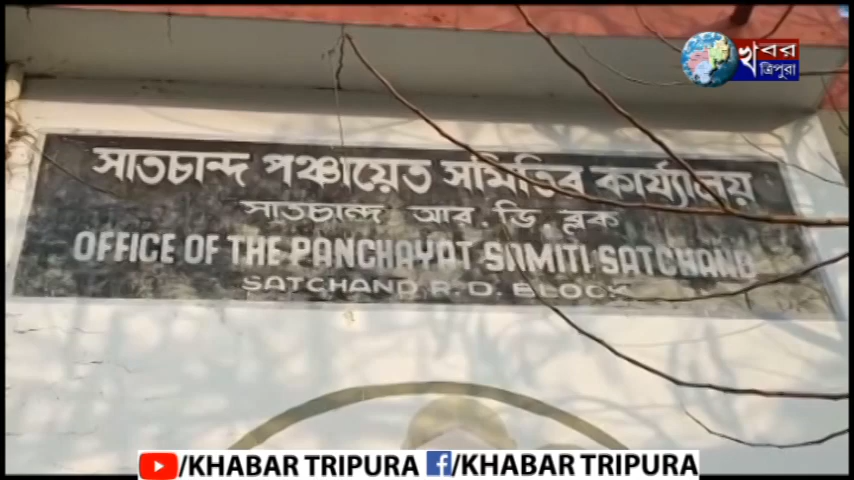 খবর
ত্রিপুরা
সাতচান্দ পঞ্চায়েত সমিতির কার্য্যালয়
সাতচান্দ আর. ডি. ব্লক
OFFICE OF THE PANCHAYAT SAMITI SATCHAND
SATCHAND R. D. BLOCK
/KHABAR TRIPURA /KHABAR TRIPURA